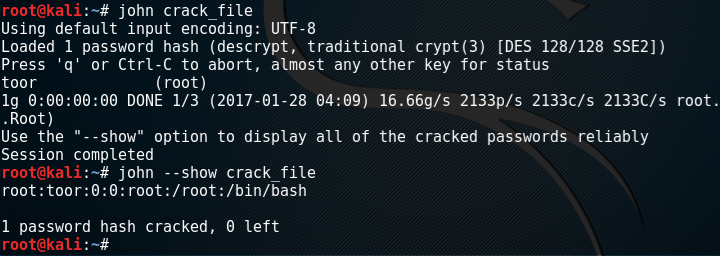 root@kali:~# john crack_file
Using default input encoding: UTF-8
Loaded 1 password hash (descrypt, traditional crypt(3) [DES 128/128 SSE2])
Press 'q' or Ctrl-C to abort, almost any other key for status
toor             (root)
1g 0:00:00:00 DONE 1/3 (2017-01-28 04:09) 16.66g/s 2133p/s 2133c/s 2133C/s root.
.Root)
Use the "--show" option to display all of the cracked passwords reliably
Session completed
root@kali:~# john --show crack_file
root:toor:0:0:root:/root:/bin/bash

1 password hash cracked, 0 left
root@kali:~#